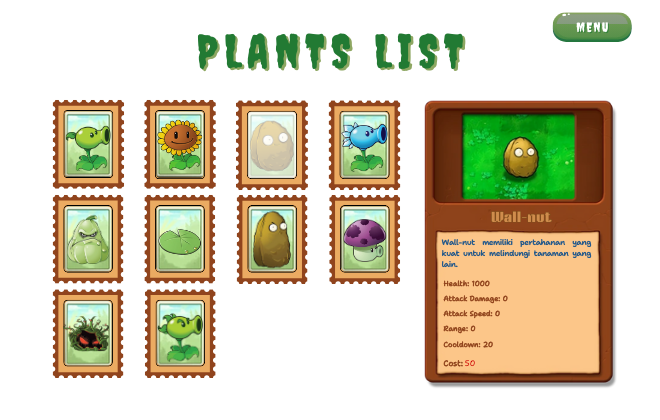 MENU
PLANTS LIST
Wall-nut
Wall-nut memiliki pertahanan yang
kuat untuk melindungi tanaman yang
lain.
Health: 1000
Attack Damage: 0
Attack Speed: 0
Range: 0
Cooldown: 20
Cost: 50